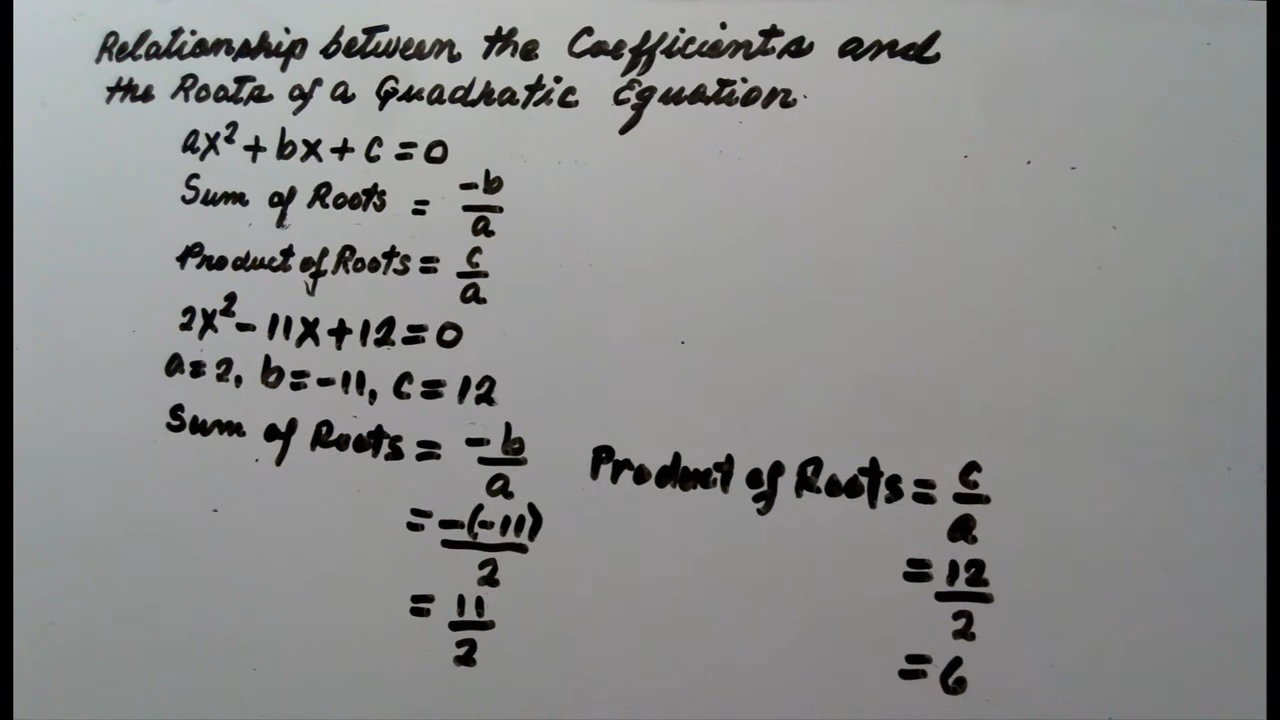 Relationship between the Coefficients and
the Roots of a Quadratic Equation.
ax² + bx + c = 0
Sum of Roots = -b/a
Product of Roots = c/a
2x² - 11x + 12 = 0
a = 2, b = -11, c = 12
Sum of Roots = -b/a
= -(-11)/2
= 11/2
Product of Roots = c/a
= 12/2
= 6